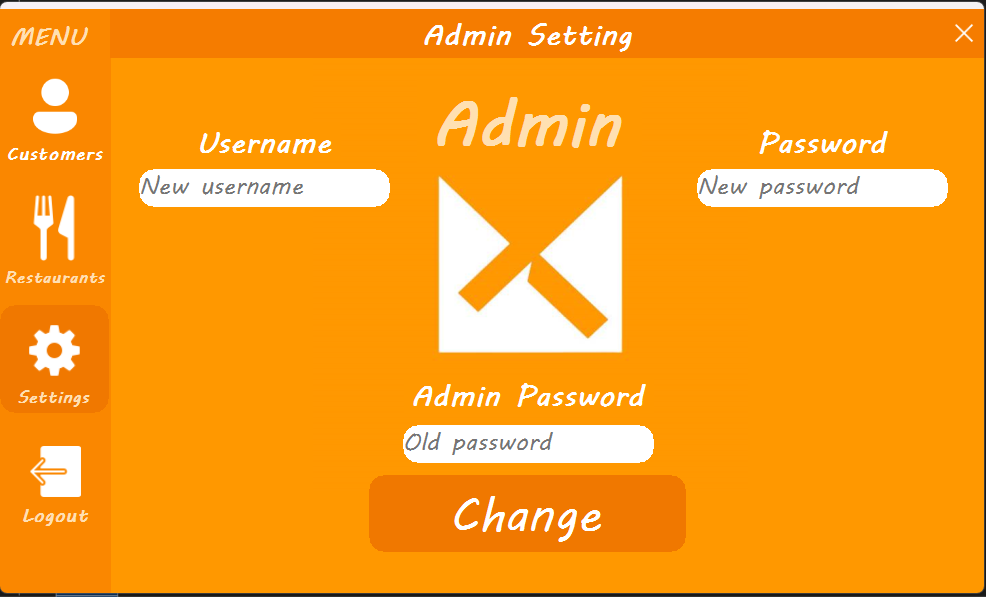 MENU
Admin Setting
Customers
Restaurants
Settings
Logout
Admin
Username
New username
Password
New password
Admin Password
Old password
Change